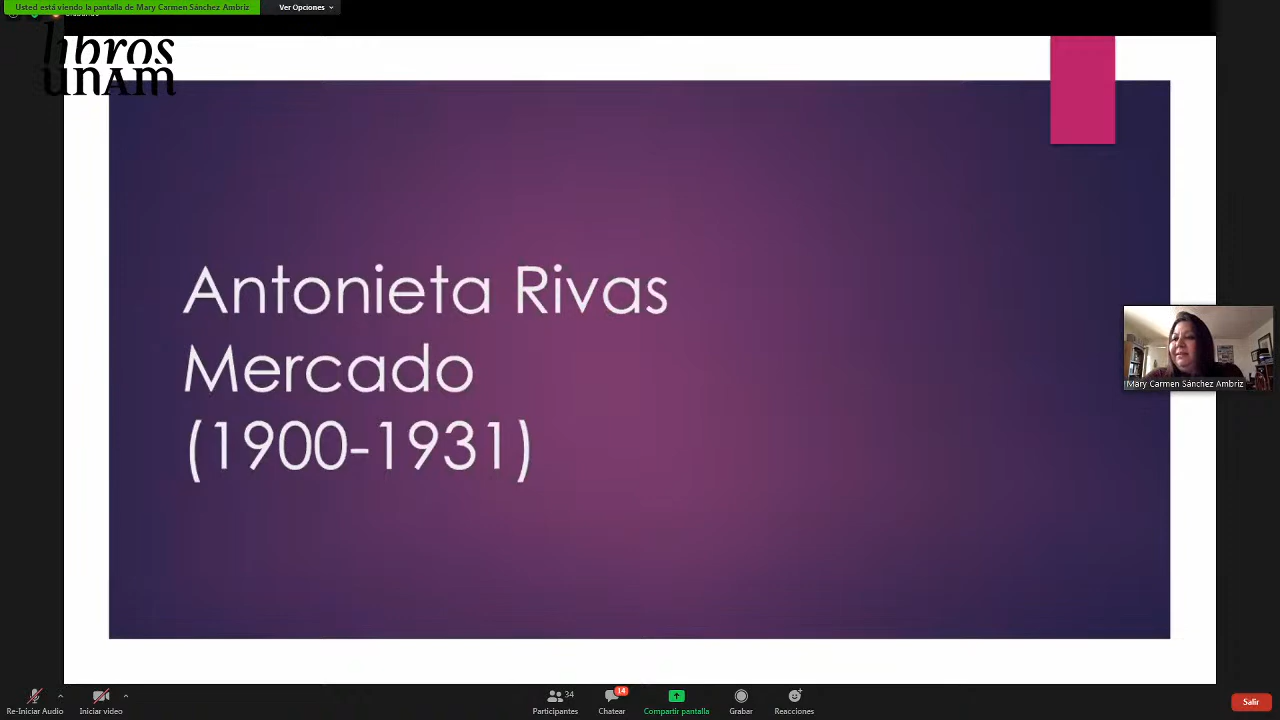 Usted está viendo la pantalla de Mary Carmen Sánchez Ambriz
Ver Opciones
libros
UNAM
Antonieta Rivas
Mercado
(1900-1931)
Mary Carmen Sánchez Ambriz
Re-Iniciar Audio
Iniciar video
34
Participantes
14
Chatear
Compartir pantalla
Grabar
Reacciones
Salir